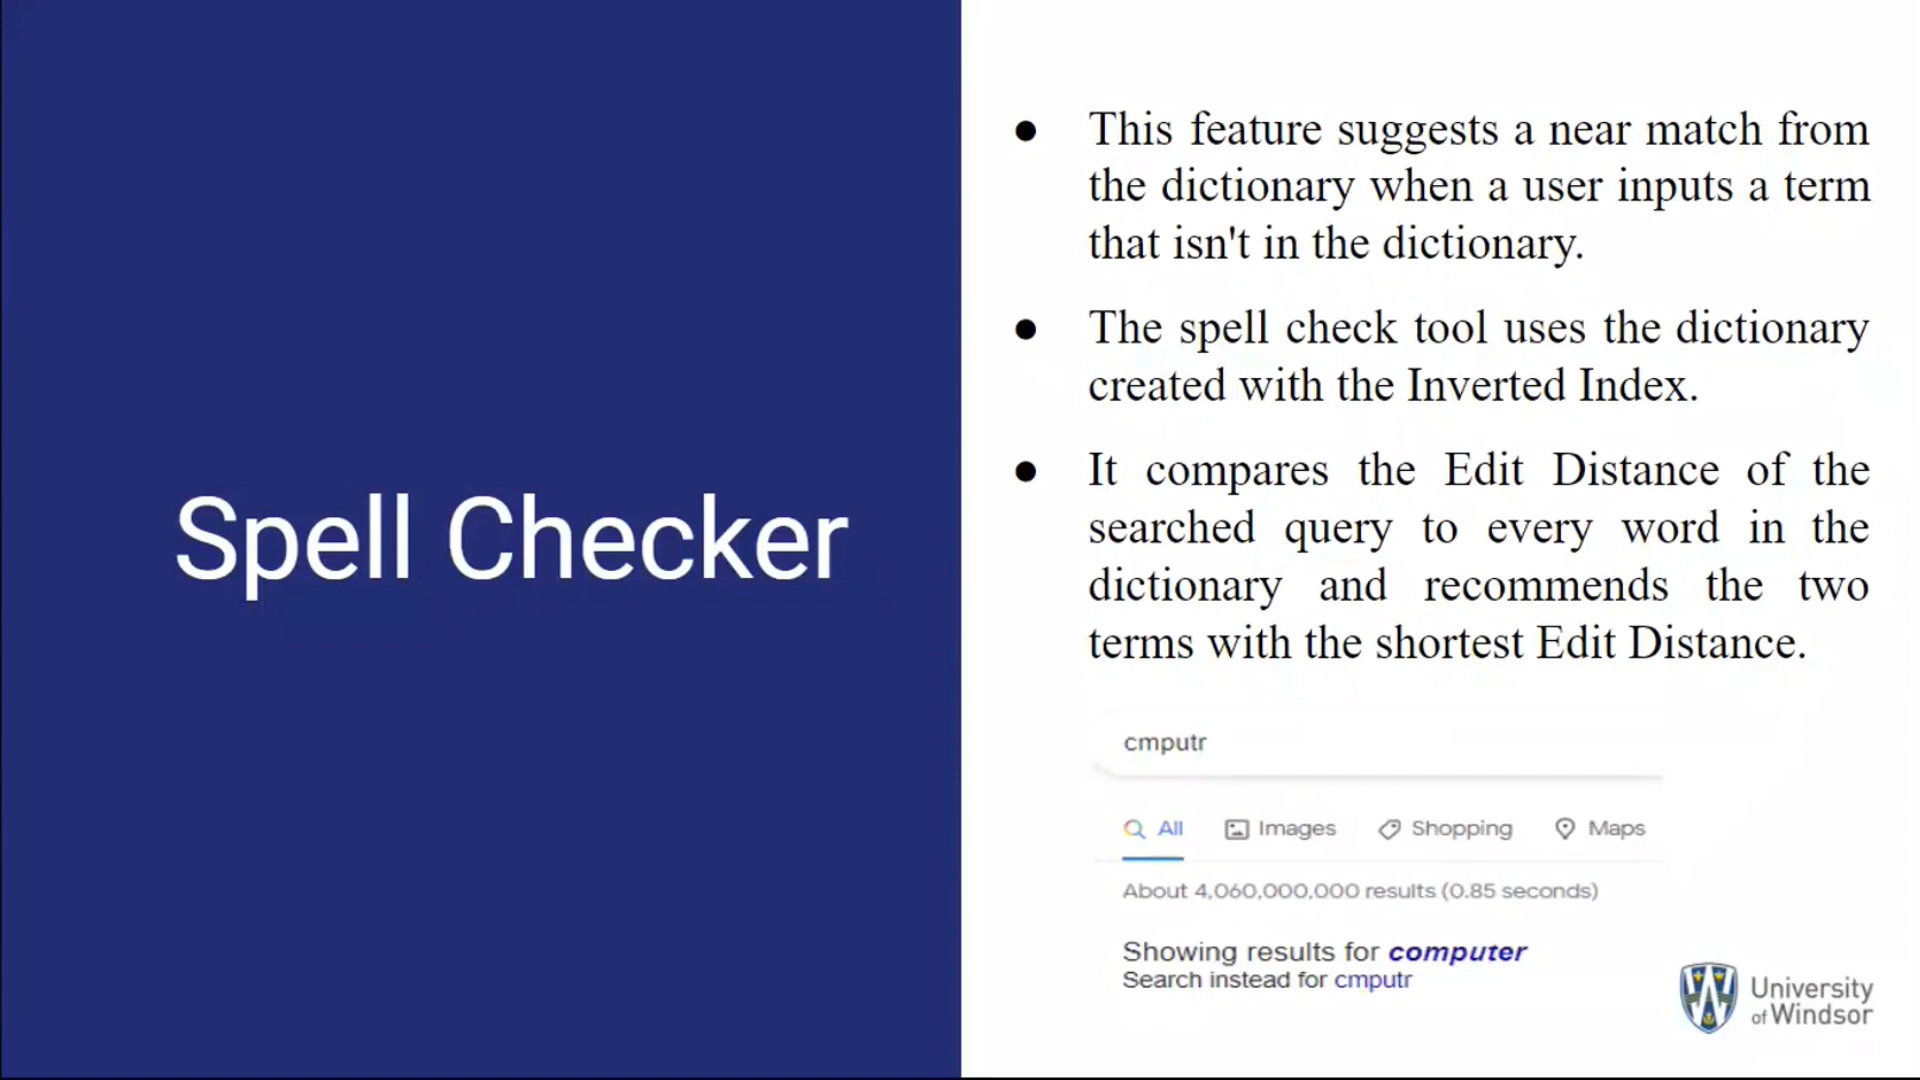 Spell Checker
● This feature suggests a near match from
the dictionary when a user inputs a term
that isn't in the dictionary.
● The spell check tool uses the dictionary
created with the Inverted Index.
● It compares the Edit Distance of the
searched query to every word in the
dictionary and recommends the two
terms with the shortest Edit Distance.
cmputr
All Images Shopping Maps
About 4,060,000,000 results (0.85 seconds)
Showing results for computer
Search instead for cmputr
University
of Windsor